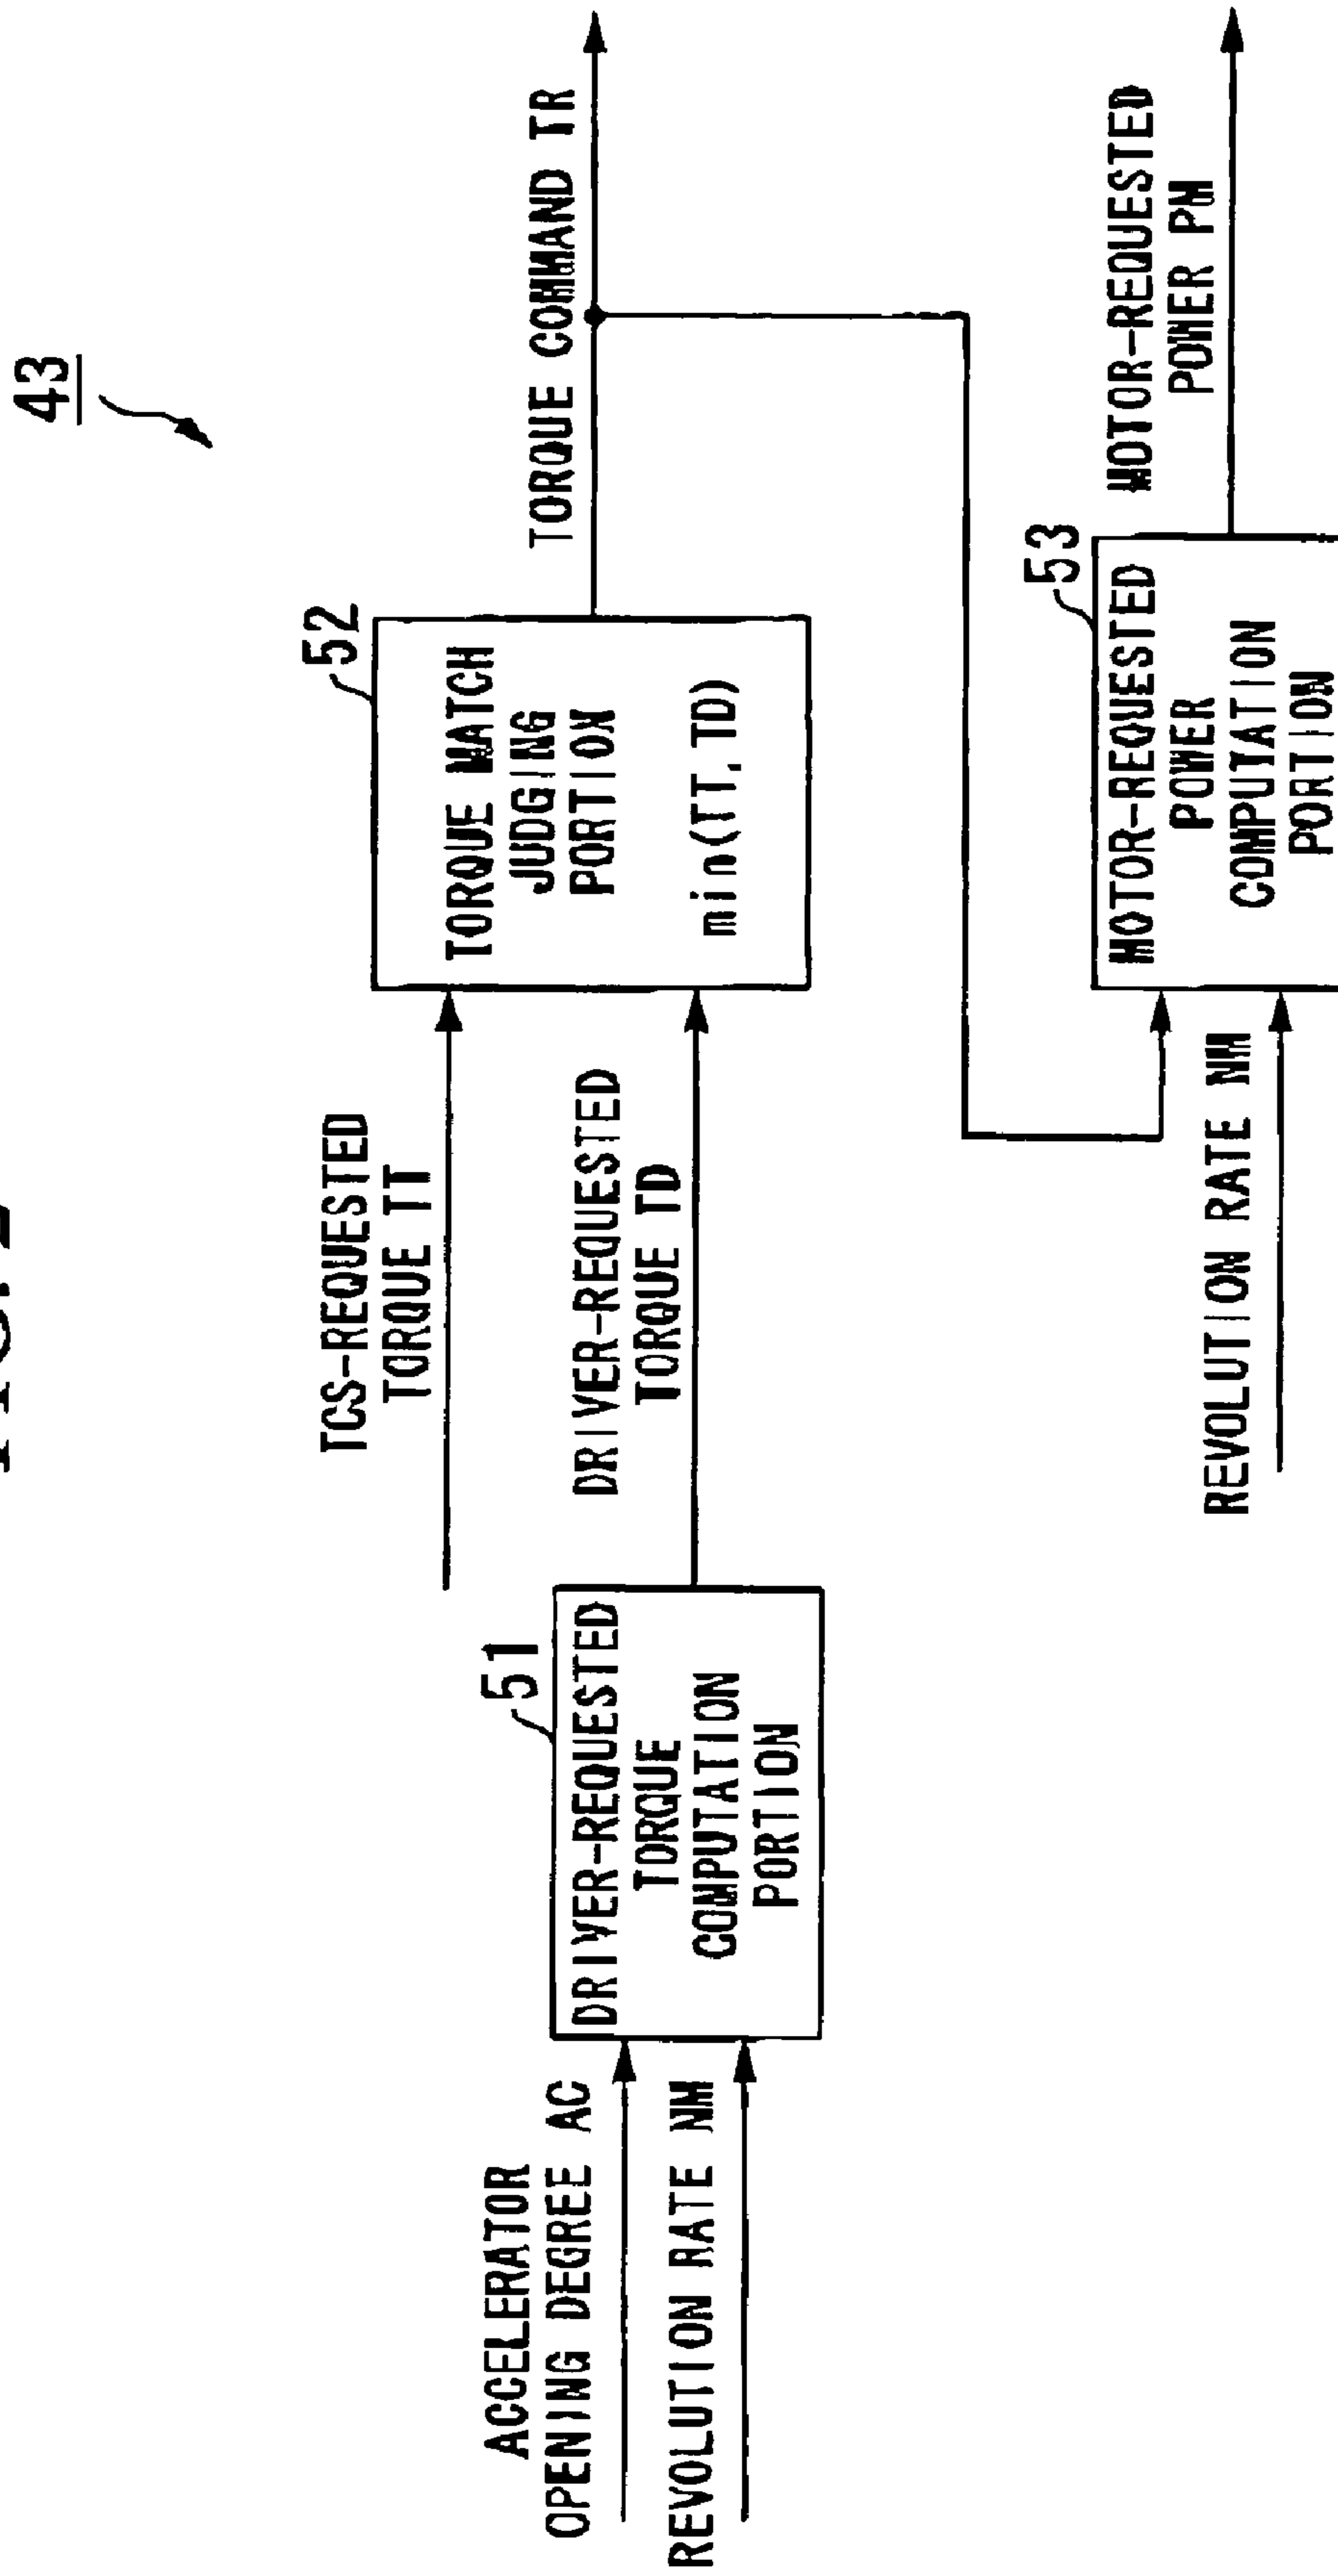 43
TCS-REQUESTED
TORQUE TT
52
TORQUE MATCH
JUDGING
PORTION
min(TT, TD)
TORQUE COMMAND TR
ACCELERATOR
OPENING DEGREE AC
REVOLUTION RATE NM
51
DRIVER-REQUESTED
TORQUE
COMPUTATION
PORTION
DRIVER-REQUESTED
TORQUE TD
REVOLUTION RATE NM
53
MOTOR-REQUESTED
POWER
COMPUTATION
PORTION
MOTOR-REQUESTED
POWER PM